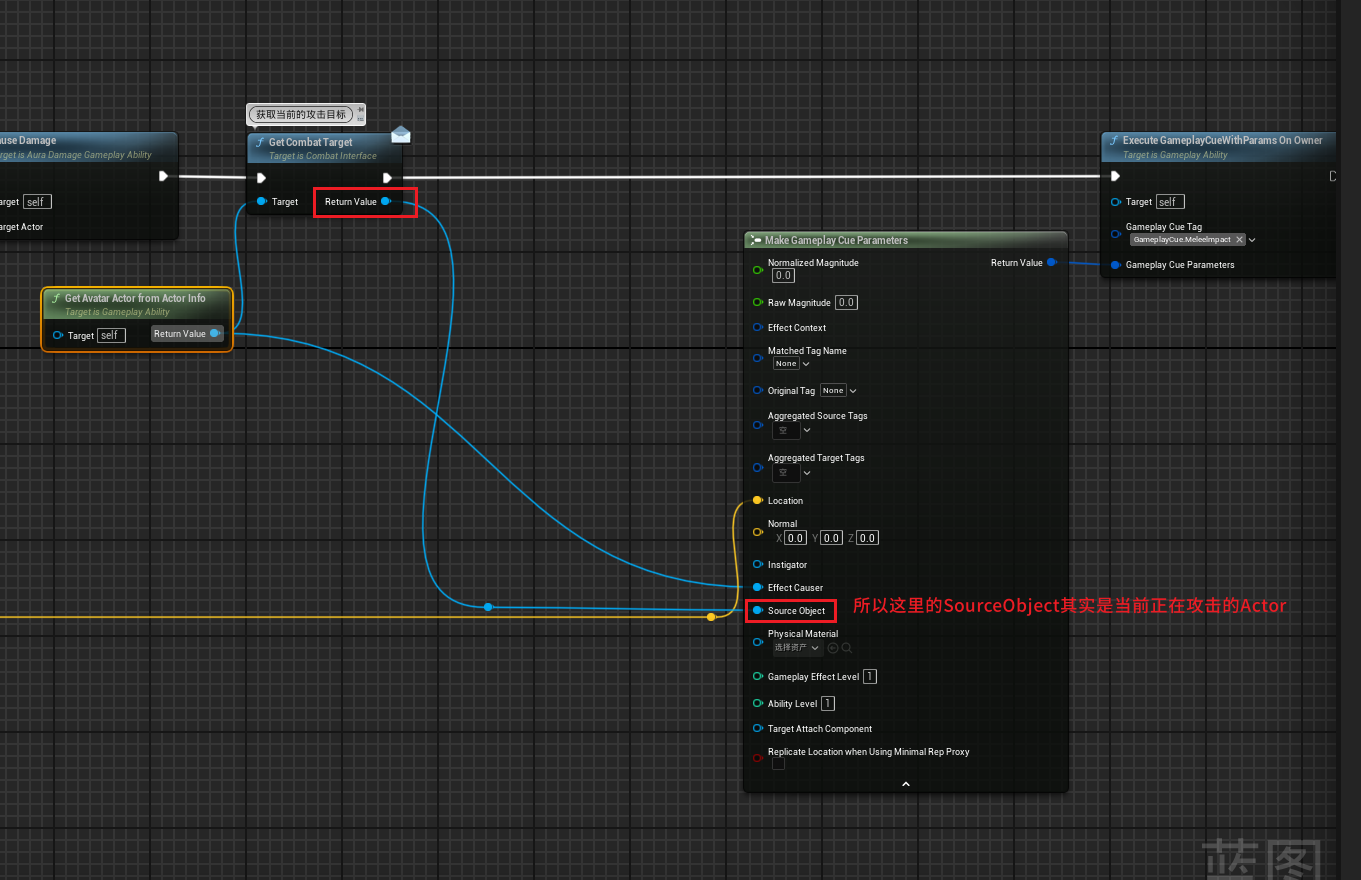 获取当前的攻击目标
use Damage
rget is Aura Damage Gameplay Ability
arget self
arget Actor
Get Combat Target
Target is Combat Interface
Target
Return Value
Execute GameplayCueWithParams On Owner
Target is Gameplay Ability
Target self
Gameplay Cue Tag
GameplayCue.MeleeImpact
Gameplay Cue Parameters
Get Avatar Actor from Actor Info
Target is Gameplay Ability
Target self
Return Value
Make Gameplay Cue Parameters
Normalized Magnitude
0.0
Return Value
Raw Magnitude 0.0
Effect Context
Matched Tag Name
None
Original Tag None
Aggregated Source Tags
空
Aggregated Target Tags
空
Location
Normal
X 0.0 Y 0.0 Z 0.0
Instigator
Effect Causer
Source Object
所以这里的SourceObject其实是当前正在攻击的Actor
Physical Material
选择资产
Gameplay Effect Level 1
Ability Level 1
Target Attach Component
Replicate Location when Using Minimal Rep Proxy
蓝图